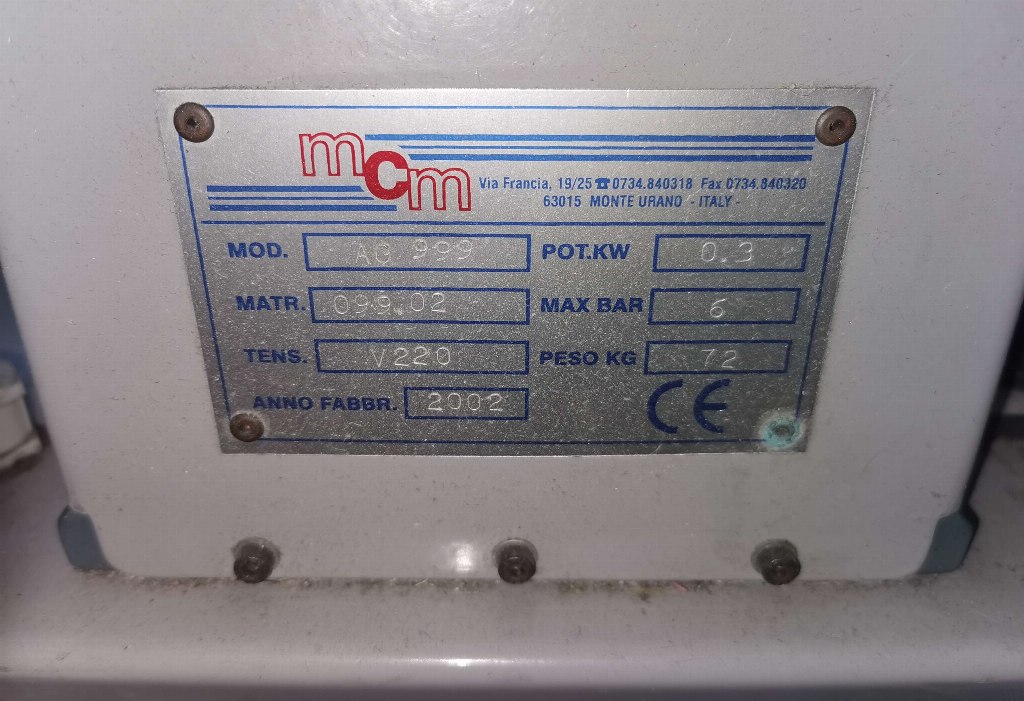 mcm
Via Francia, 19/25 ☎ 0734.840318 Fax 0734.840320
63015 MONTE URANO - ITALY -
MOD. AG 999 POT.KW 0.3
MATR. 099.02 MAX BAR 6
TENS. V220 PESO KG 72
ANNO FABBR. 2002 CE